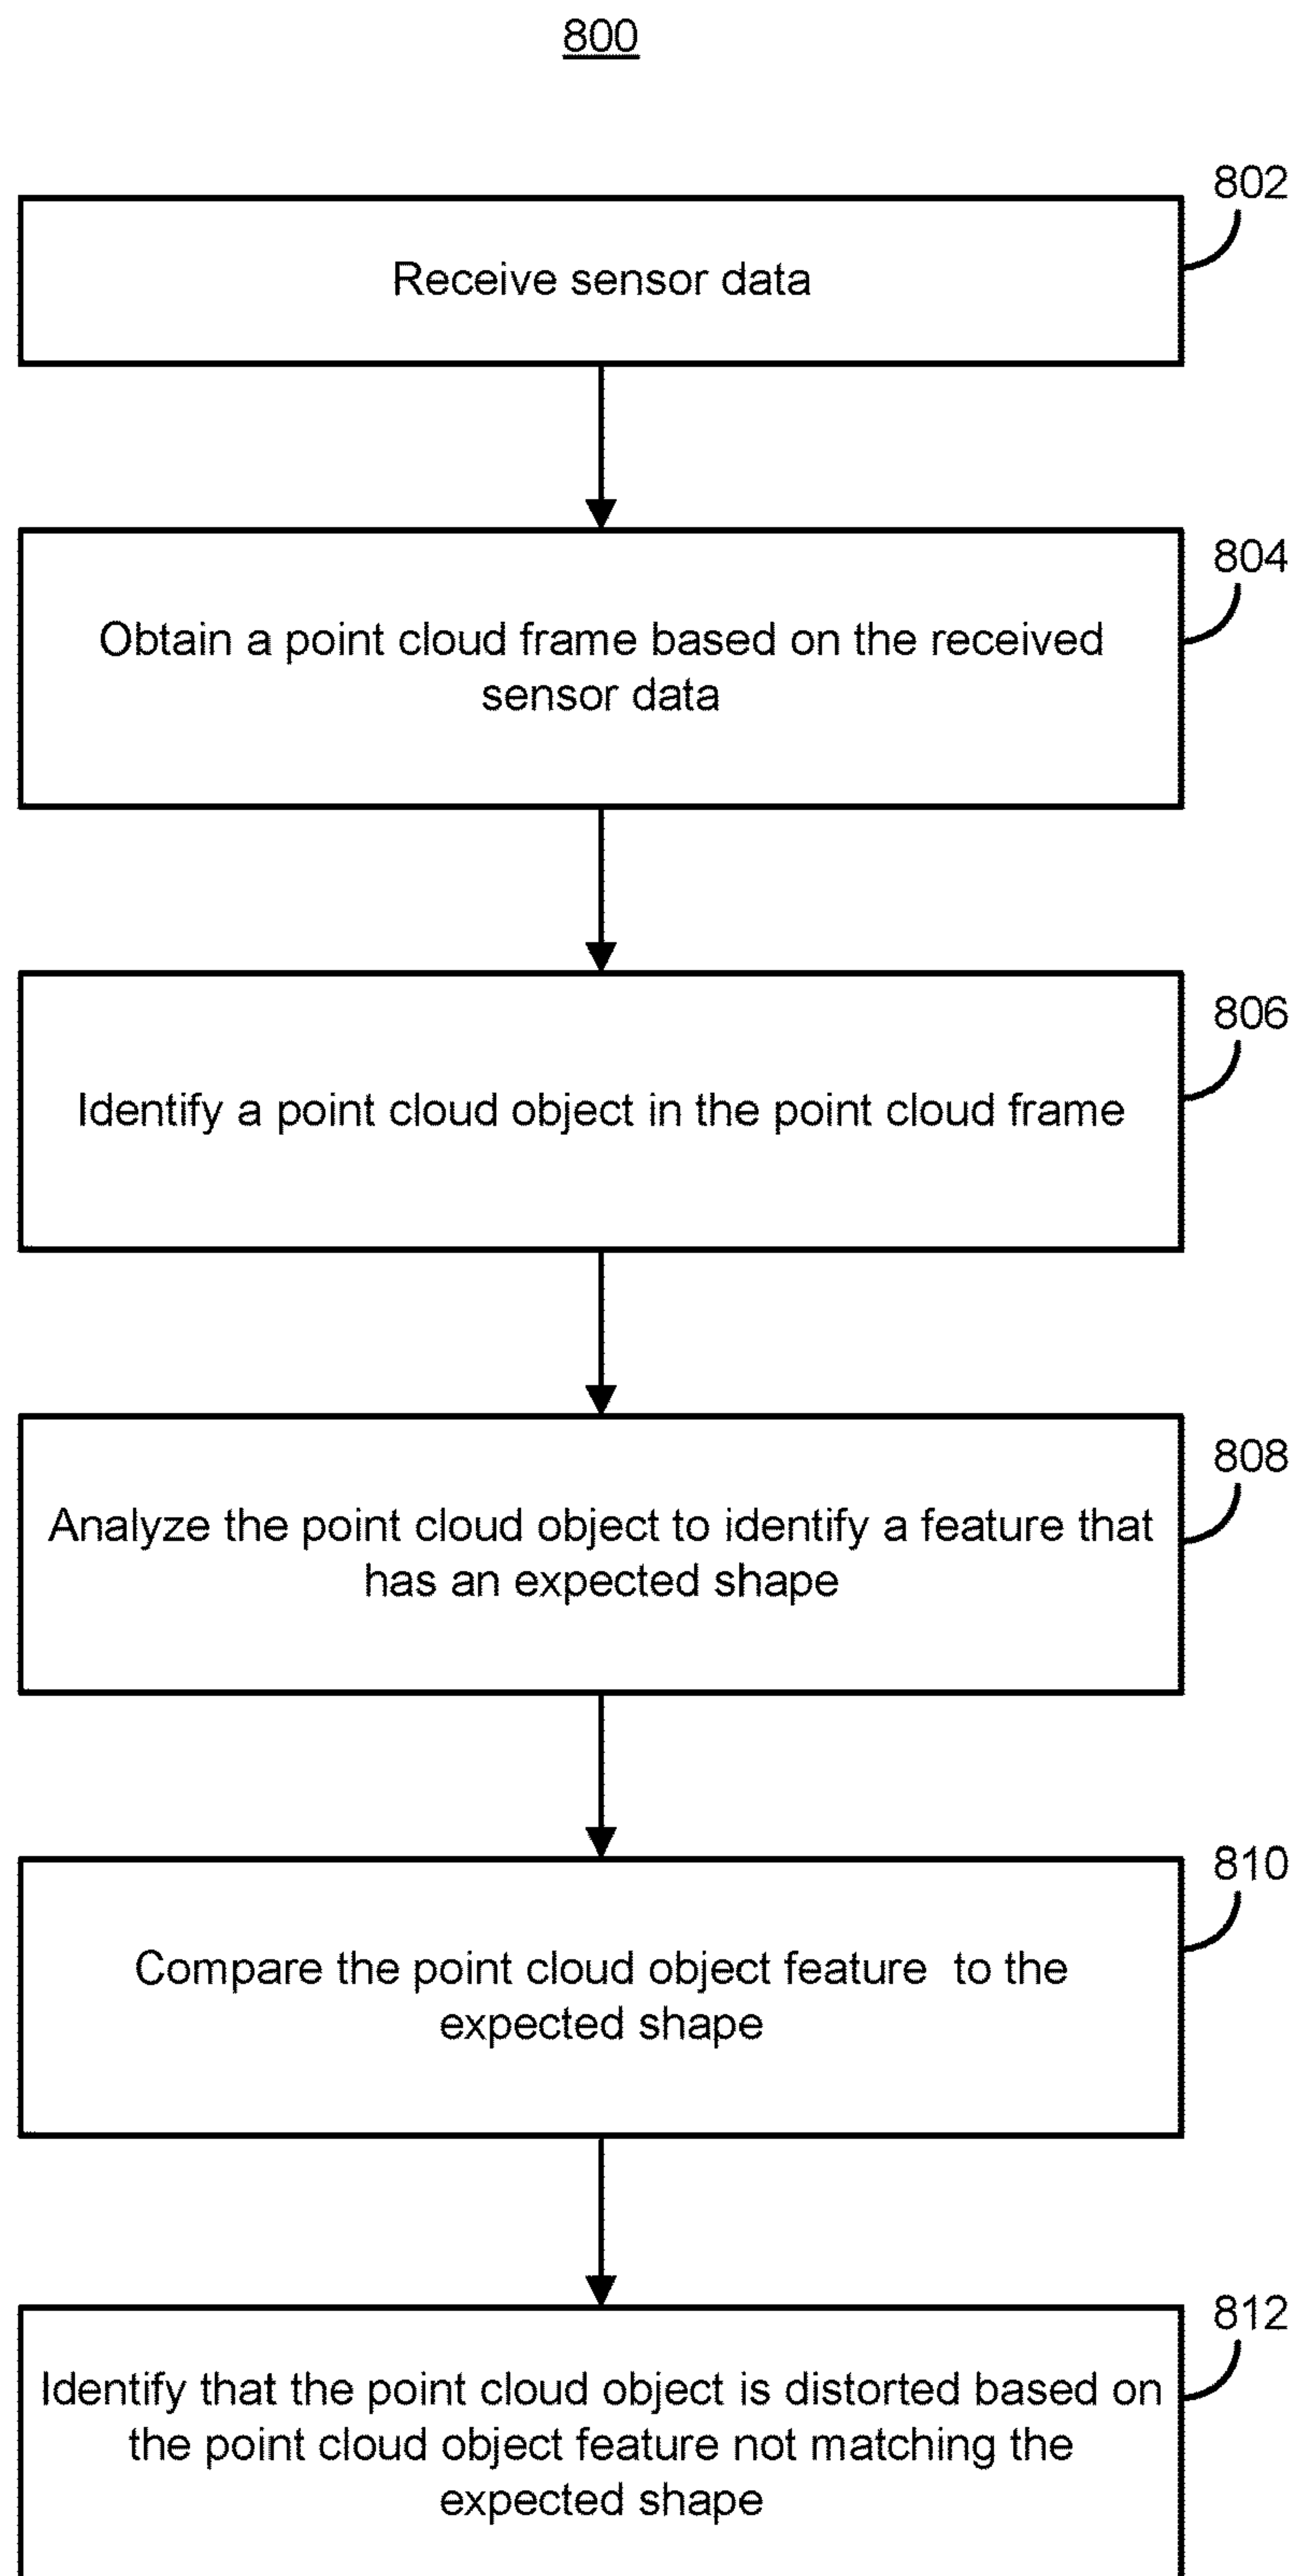 800
802
Receive sensor data
804
Obtain a point cloud frame based on the received
sensor data
806
Identify a point cloud object in the point cloud frame
808
Analyze the point cloud object to identify a feature that
has an expected shape
810
Compare the point cloud object feature  to the
expected shape
812
Identify that the point cloud object is distorted based on
the point cloud object feature not matching the
expected shape